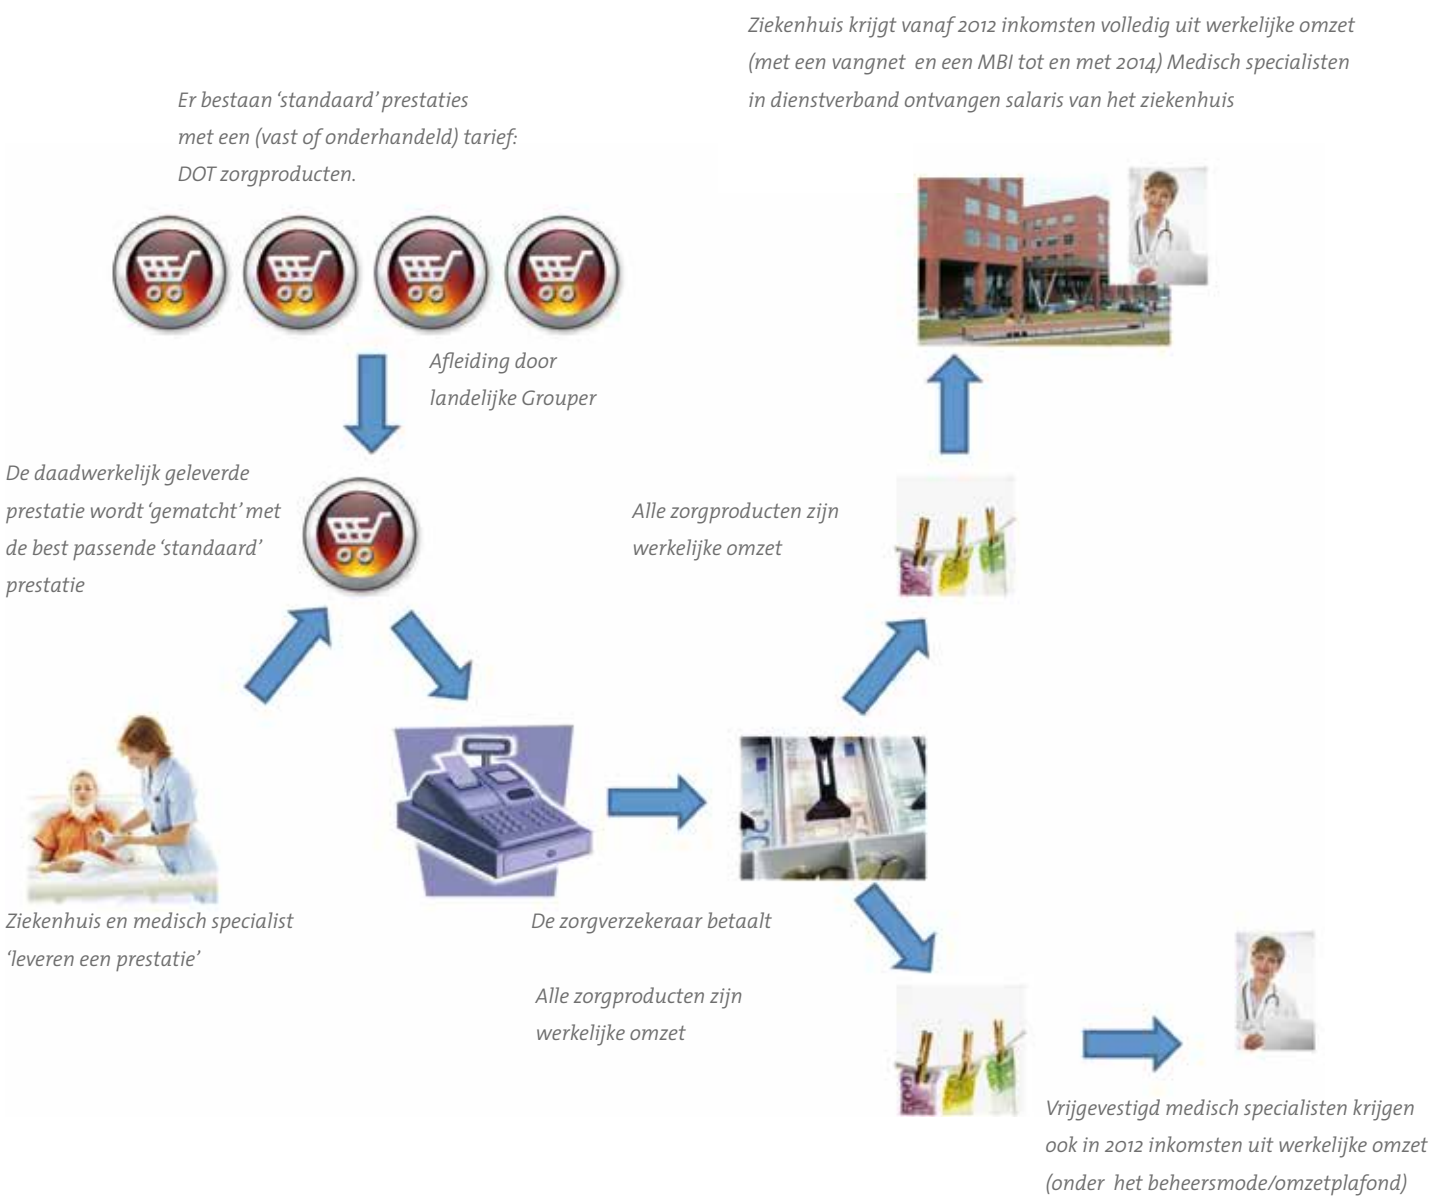 Ziekenhuis krijgt vanaf 2012 inkomsten volledig uit werkelijke omzet
(met een vangnet en een MBI tot en met 2014) Medisch specialisten
in dienstverband ontvangen salaris van het ziekenhuis
Er bestaan ‘standaard’ prestaties
met een (vast of onderhandeld) tarief:
DOT zorgproducten.
Afleiding door
landelijke Grouper
De daadwerkelijk geleverde
prestatie wordt ‘gematcht’ met
de best passende ‘standaard’
prestatie
Alle zorgproducten zijn
werkelijke omzet
Ziekenhuis en medisch specialist
‘leveren een prestatie’
De zorgverzekeraar betaalt
Alle zorgproducten zijn
werkelijke omzet
Vrijgevestigd medisch specialisten krijgen
ook in 2012 inkomsten uit werkelijke omzet
(onder het beheersmode/omzetplafond)